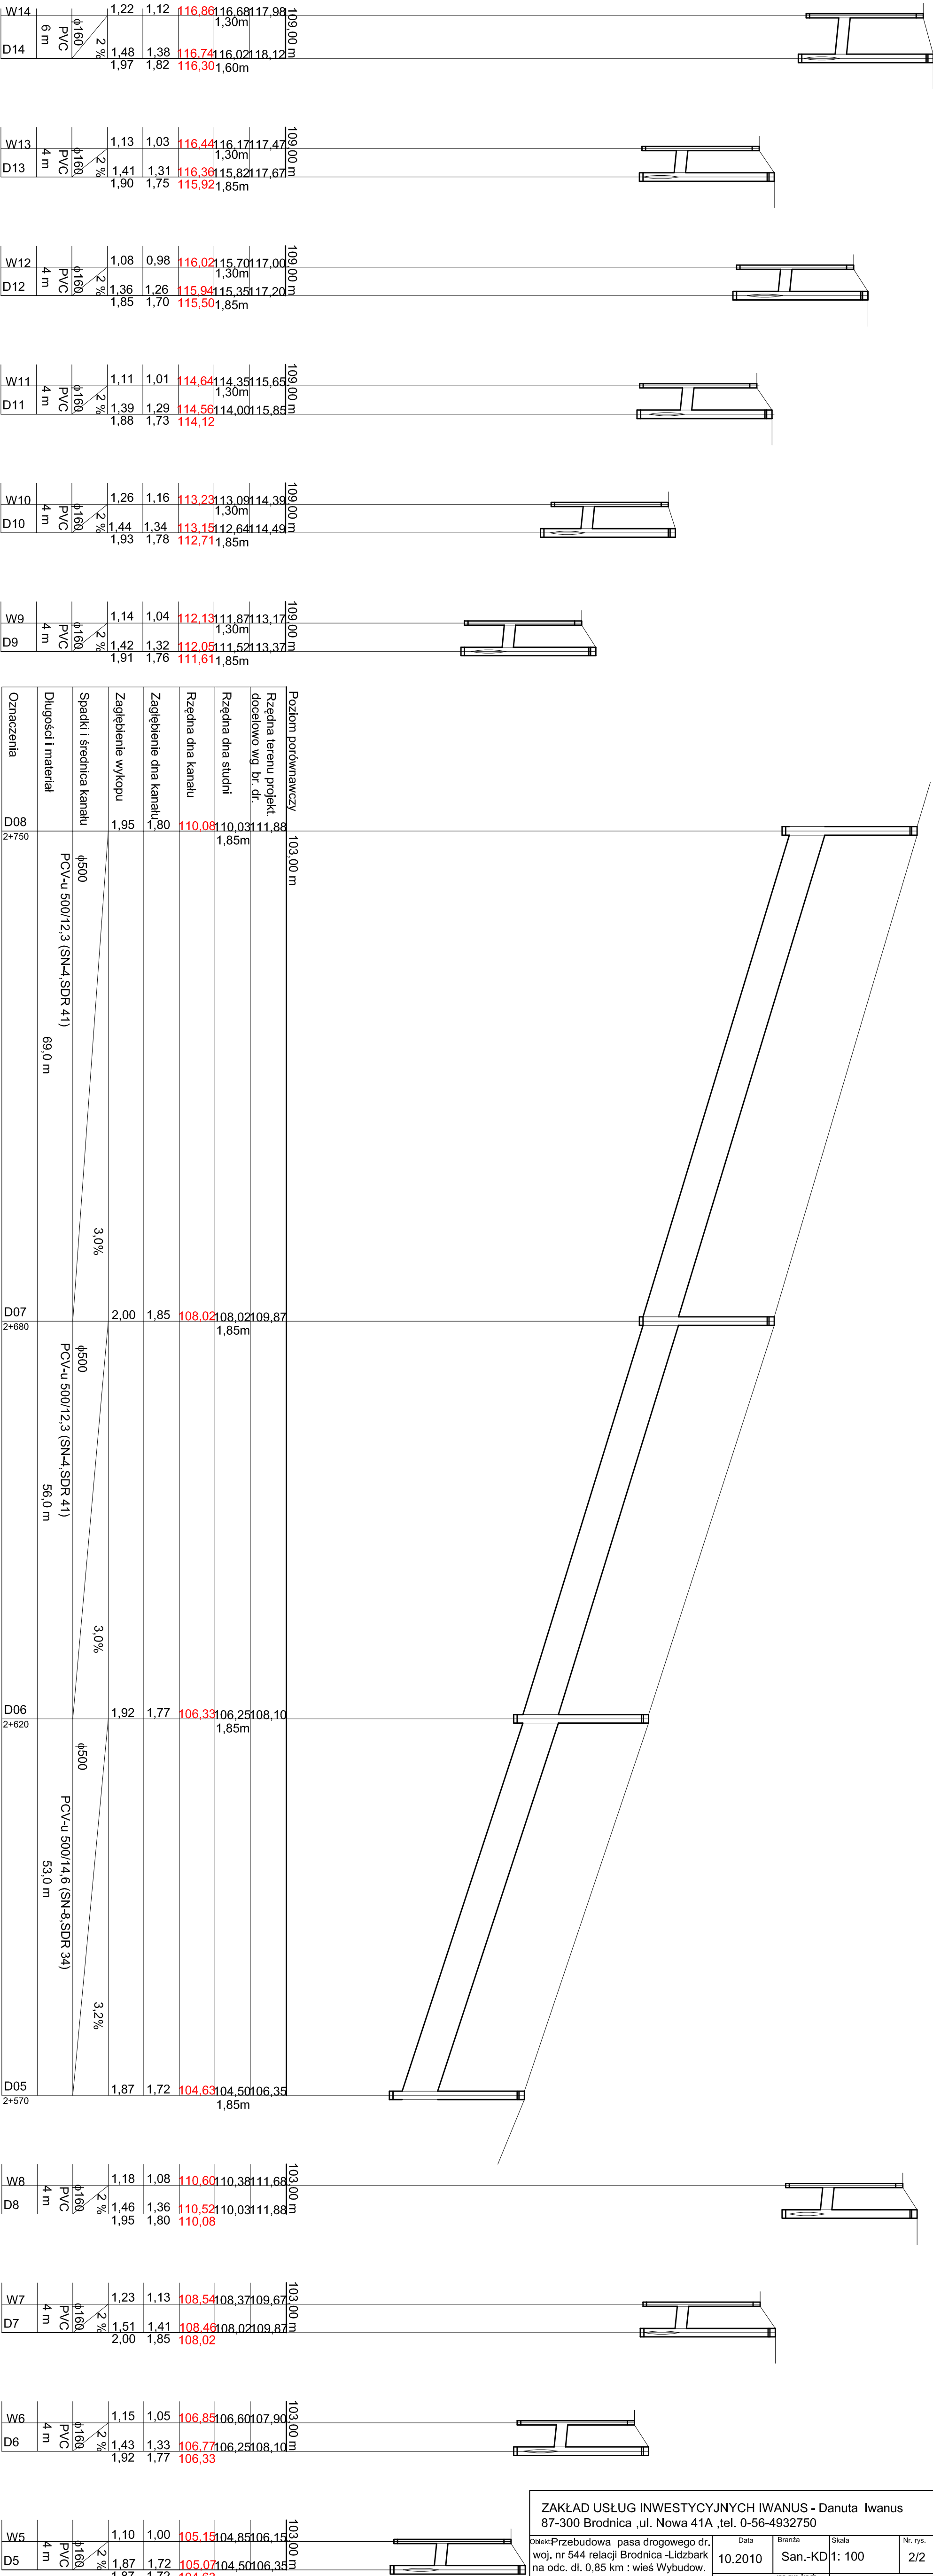 W14 1,22 1,12 116,86 116,68 117,98 109,00 m
1,30m
6 m PVC ϕ160 2 %
D14 1,48 1,38 116,74 116,02 118,12
1,97 1,82 116,30 1,60m
W13 1,13 1,03 116,44 116,17 117,47 109,00 m
1,30m
4 m PVC ϕ160 2 %
D13 1,41 1,31 116,36 115,82 117,67
1,90 1,75 115,92 1,85m
W12 1,08 0,98 116,02 115,70 117,00 109,00 m
1,30m
4 m PVC ϕ160 2 %
D12 1,36 1,26 115,94 115,35 117,20
1,85 1,70 115,50 1,85m
W11 1,11 1,01 114,64 114,35 115,65 109,00 m
1,30m
4 m PVC ϕ160 2 %
D11 1,39 1,29 114,56 114,00 115,85
1,88 1,73 114,12
W10 1,26 1,16 113,23 113,09 114,39 109,00 m
1,30m
4 m PVC ϕ160 2 %
D10 1,44 1,34 113,15 112,64 114,49
1,93 1,78 112,71 1,85m
W9 1,14 1,04 112,13 111,87 113,17 109,00 m
1,30m
4 m PVC ϕ160 2 %
D9 1,42 1,32 112,05 111,52 113,37
1,91 1,76 111,61 1,85m
Poziom porównawczy 103,00 m
Rzędna terenu projekt.
docelowo wg. br. dr.
Rzędna dna studni
Rzędna dna kanału
Zagłębienie dna kanału
Zagłębienie wykopu
Spadki i średnica kanału
Długości i materiał
Oznaczenia
D08 1,95 1,80 110,08 110,03 111,88
2+750 1,85m
ϕ500
PCV-u 500/12,3 (SN-4,SDR 41)
69,0 m
3,0%
D07 2,00 1,85 108,02 108,02 109,87
2+680 1,85m
ϕ500
PCV-u 500/12,3 (SN-4,SDR 41)
56,0 m
3,0%
D06 1,92 1,77 106,33 106,25 108,10
2+620 1,85m
ϕ500
PCV-u 500/14,6 (SN-8,SDR 34)
53,0 m
3,2%
D05 1,87 1,72 104,63 104,50 106,35
2+570 1,85m
W8 1,18 1,08 110,60 110,38 111,68 103,00 m
4 m PVC ϕ160 2 %
D8 1,46 1,36 110,52 110,03 111,88
1,95 1,80 110,08
W7 1,23 1,13 108,54 108,37 109,67 103,00 m
4 m PVC ϕ160 2 %
D7 1,51 1,41 108,46 108,02 109,87
2,00 1,85 108,02
W6 1,15 1,05 106,85 106,60 107,90 103,00 m
4 m PVC ϕ160 2 %
D6 1,43 1,33 106,77 106,25 108,10
1,92 1,77 106,33
W5 1,10 1,00 105,15 104,85 106,15 103,00 m
4 m PVC ϕ160 2 %
D5 1,87 1,72 105,07 104,50 106,35
ZAKŁAD USŁUG INWESTYCYJNYCH IWANUS - Danuta Iwanus
87-300 Brodnica ,ul. Nowa 41A ,tel. 0-56-4932750
Obiekt: Przebudowa pasa drogowego dr.
woj. nr 544 relacji Brodnica -Lidzbark
na odc. dł. 0,85 km : wieś Wybudow.
Data
10.2010
Branża
San.-KD
Skala
1: 100
Nr. rys.
2/2